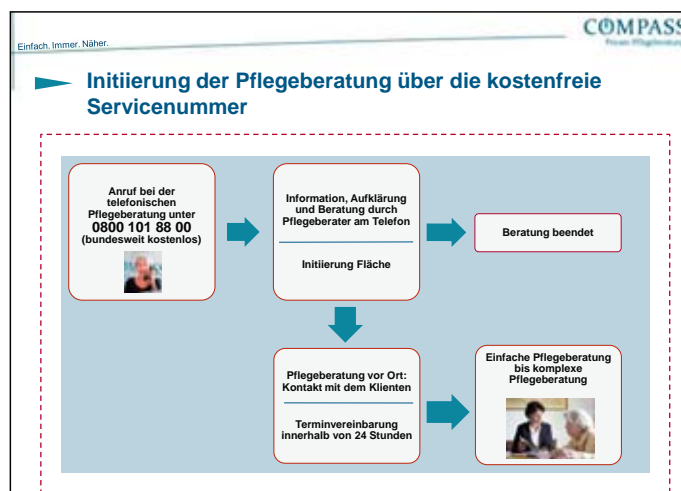 Einfach. Immer. Näher.
COMPASS
Private Pflegeberatung
Initiierung der Pflegeberatung über die kostenfreie
Servicenummer
Anruf bei der
telefonischen
Pflegeberatung unter
0800 101 88 00
(bundesweit kostenlos)
Information, Aufklärung
und Beratung durch
Pflegeberater am Telefon
Initiierung Fläche
Beratung beendet
Pflegeberatung vor Ort:
Kontakt mit dem Klienten
Terminvereinbarung
innerhalb von 24 Stunden
Einfache Pflegeberatung
bis komplexe
Pflegeberatung